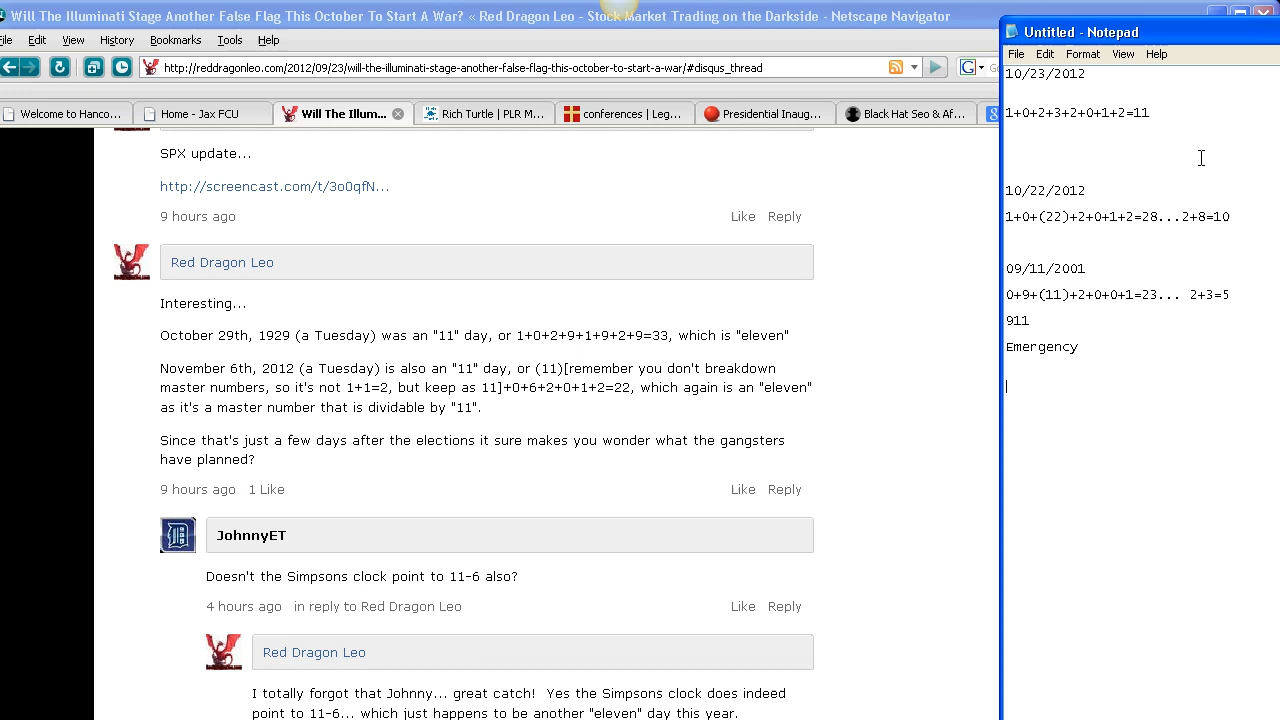 Will The Illuminati Stage Another False Flag This October To Start A War? « Red Dragon Leo - Stock Market Trading on the Darkside - Netscape Navigator
File Edit View History Bookmarks Tools Help
http://reddragonleo.com/2012/09/23/will-the-illuminati-stage-another-false-flag-this-october-to-start-a-war/#disqus_thread
G
Welcome to Hanco... Home - Jax FCU Will The Illum... Rich Turtle | PLR M... conferences | Leg... Presidential Inaug... Black Hat Seo & Af...
SPX update...
http://screencast.com/t/3o0qfN...
9 hours ago Like Reply
Red Dragon Leo
Interesting...
October 29th, 1929 (a Tuesday) was an "11" day, or 1+0+2+9+1+9+2+9=33, which is "eleven"
November 6th, 2012 (a Tuesday) is also an "11" day, or (11)[remember you don't breakdown
master numbers, so it's not 1+1=2, but keep as 11]+0+6+2+0+1+2=22, which again is an "eleven"
as it's a master number that is dividable by "11".
Since that's just a few days after the elections it sure makes you wonder what the gangsters
have planned?
9 hours ago 1 Like Like Reply
JohnnyET
Doesn't the Simpsons clock point to 11-6 also?
4 hours ago in reply to Red Dragon Leo Like Reply
Red Dragon Leo
I totally forgot that Johnny... great catch! Yes the Simpsons clock does indeed
point to 11-6... which just happens to be another "eleven" day this year.
Untitled - Notepad
File Edit Format View Help
10/23/2012
1+0+2+3+2+0+1+2=11
10/22/2012
1+0+(22)+2+0+1+2=28...2+8=10
09/11/2001
0+9+(11)+2+0+0+1=23... 2+3=5
911
Emergency